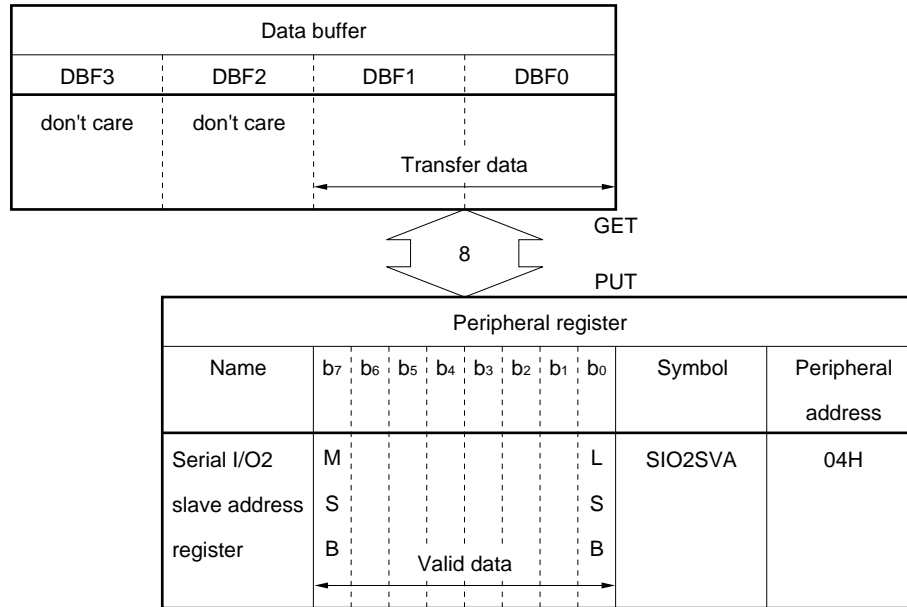 Data buffer
DBF3 DBF2 DBF1 DBF0
don't care don't care
Transfer data
GET
8
PUT
Peripheral register
Name b7 b6 b5 b4 b3 b2 b1 b0 Symbol Peripheral
address
Serial I/O2 M L SIO2SVA 04H
slave address S S
register B B
Valid data